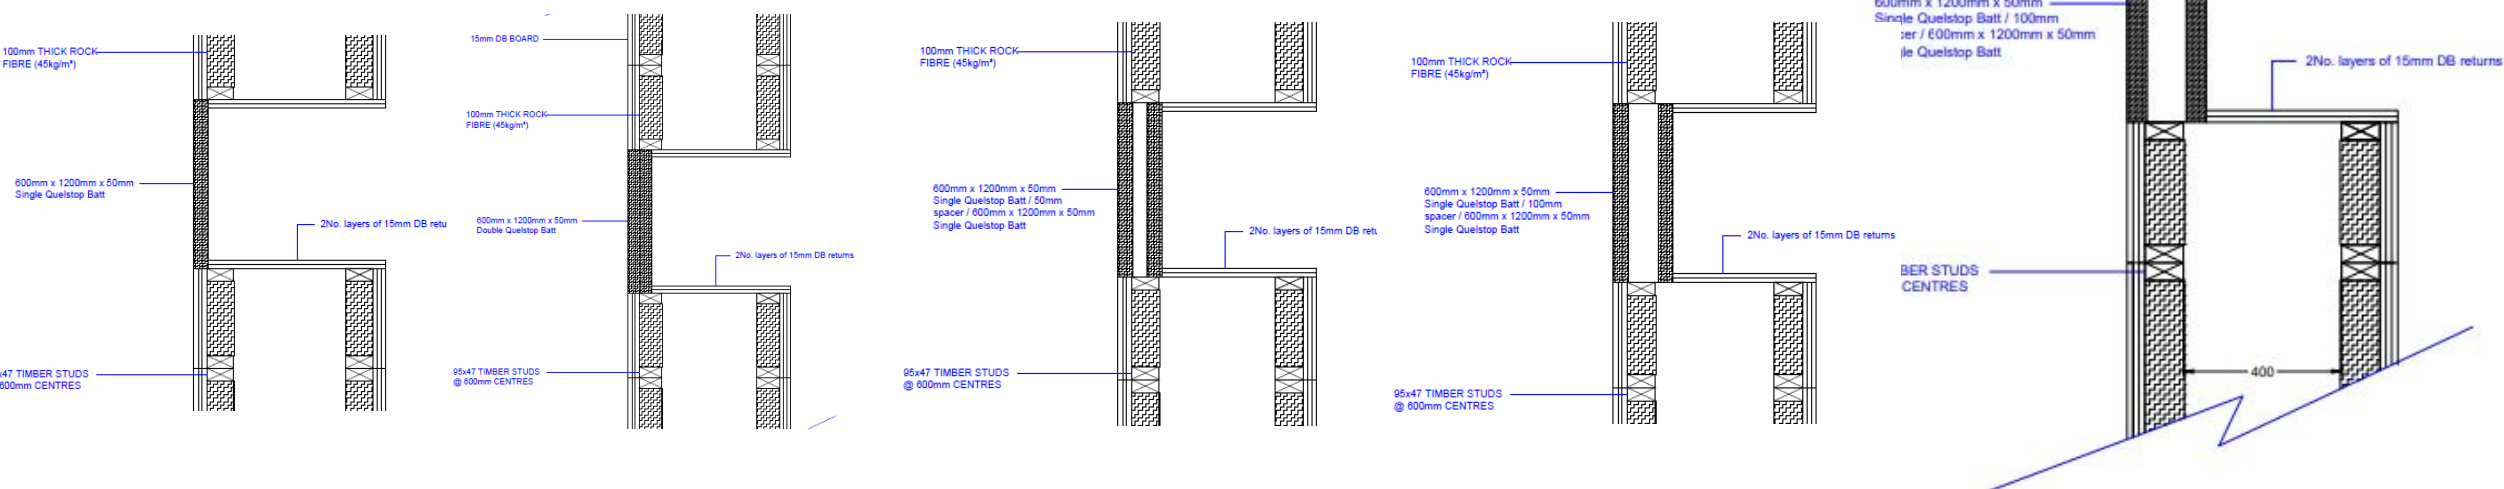 100mm THICK ROCK
FIBRE (45kg/m³)
600mm x 1200mm x 50mm
Single Quelstop Batt
2No. layers of 15mm DB retu
x47 TIMBER STUDS
600mm CENTRES
15mm DB BOARD
100mm THICK ROCK
FIBRE (45kg/m³)
600mm x 1200mm x 50mm
Double Quelstop Batt
2No. layers of 15mm DB returns
95x47 TIMBER STUDS
@ 600mm CENTRES
100mm THICK ROCK
FIBRE (45kg/m³)
600mm x 1200mm x 50mm
Single Quelstop Batt / 50mm
spacer / 600mm x 1200mm x 50mm
Single Quelstop Batt
2No. layers of 15mm DB retu
95x47 TIMBER STUDS
@ 600mm CENTRES
100mm THICK ROCK
FIBRE (45kg/m³)
600mm x 1200mm x 50mm
Single Quelstop Batt / 100mm
spacer / 600mm x 1200mm x 50mm
Single Quelstop Batt
2No. layers of 15mm DB returns
95x47 TIMBER STUDS
@ 600mm CENTRES
600mm x 1200mm x 50mm
Single Quelstop Batt / 100mm
cer / 600mm x 1200mm x 50mm
le Quelstop Batt
2No. layers of 15mm DB returns
BER STUDS
CENTRES
400